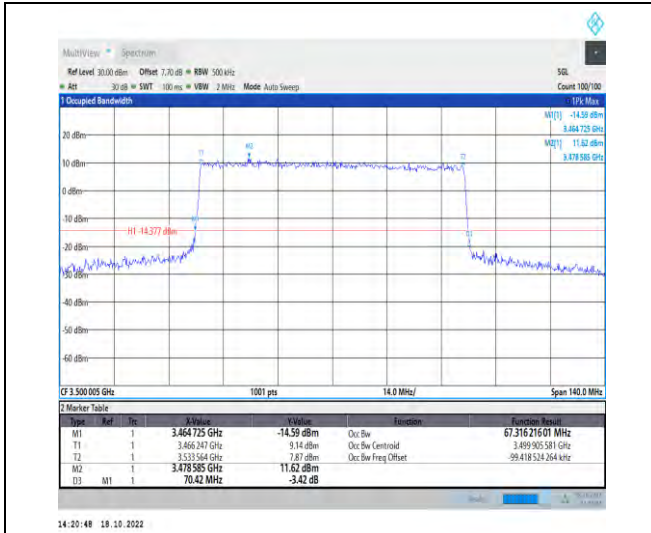 MultiView Spectrum
Ref Level 30.00 dBm Offset 7.70 dB RBW 500 kHz SGL
Att 30 dB SWT 100 ms VBW 2 MHz Mode Auto Sweep Count 100/100
1 Occupied Bandwidth 1Pk Max
M1[1] -14.59 dBm
3.464 725 GHz
M2[1] 11.62 dBm
3.478 585 GHz
20 dBm
M2
T1
T2
10 dBm
0 dBm
-10 dBm
H1 -14.377 dBm
-20 dBm
-30 dBm
-40 dBm
-50 dBm
-60 dBm
CF 3.500 005 GHz 1001 pts 14.0 MHz/ Span 140.0 MHz
2 Marker Table
Type Ref Trc X-Value Y-Value Function Function Result
M1 1 3.464 725 GHz -14.59 dBm Occ Bw 67.316 216 01 MHz
T1 1 3.466 247 GHz 9.14 dBm Occ Bw Centroid 3.499 905 581 GHz
T2 1 3.533 564 GHz 7.87 dBm Occ Bw Freq Offset -99.418 524 264 kHz
M2 1 3.478 585 GHz 11.62 dBm
D3 M1 1 70.42 MHz -3.42 dB
14:20:48 18.10.2022